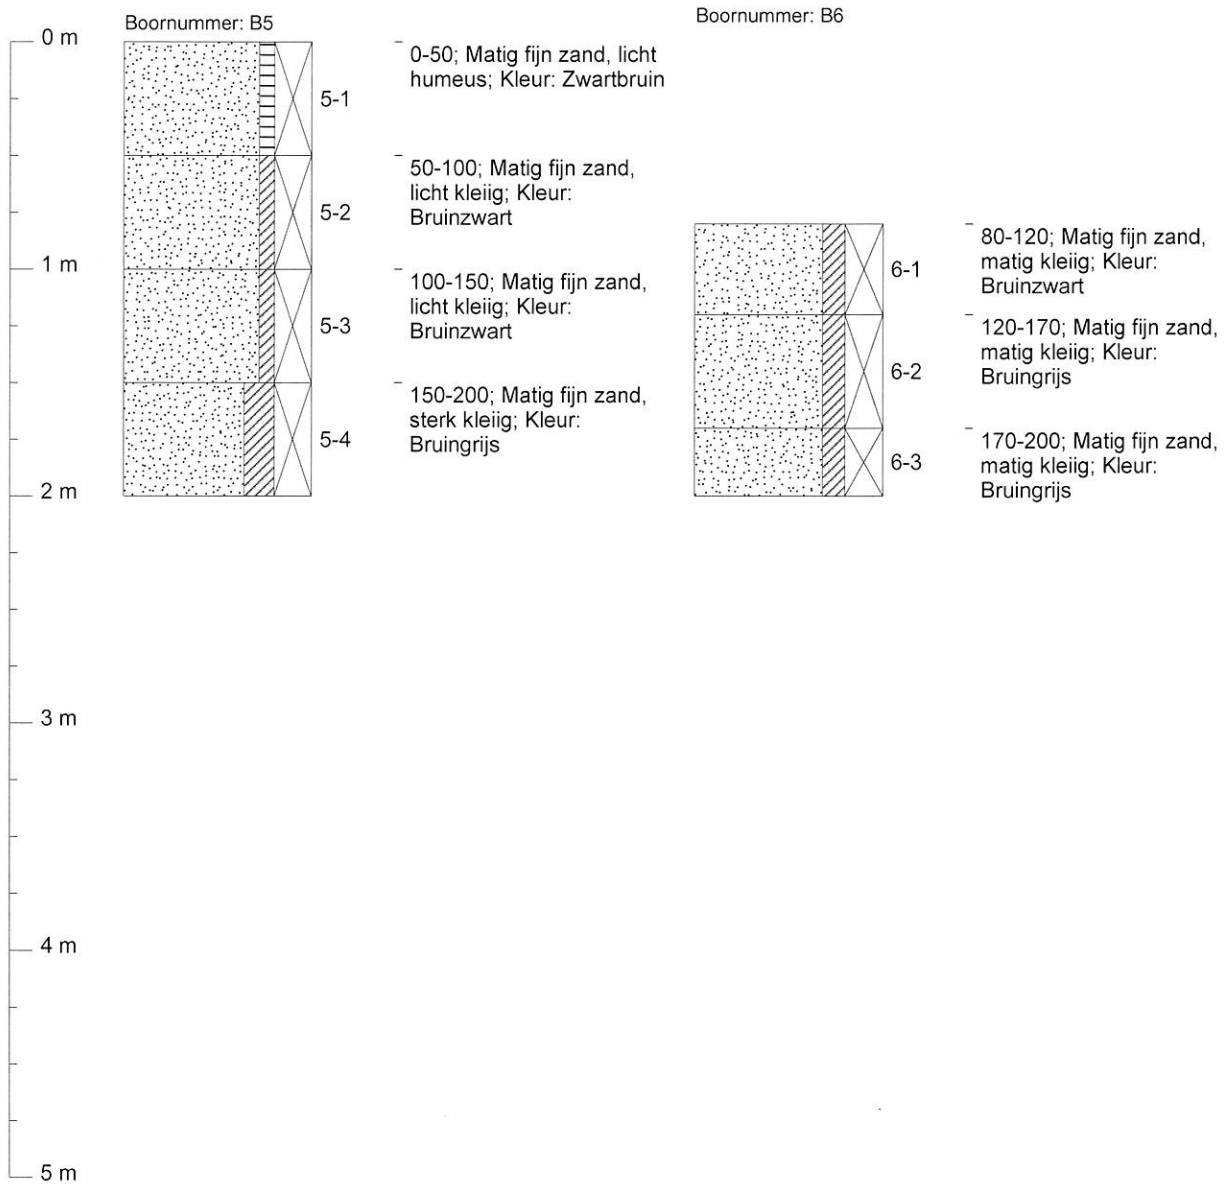 Boornummer: B5
0 m
5-1
0-50; Matig fijn zand, licht
humeus; Kleur: Zwartbruin
5-2
50-100; Matig fijn zand,
licht kleiig; Kleur:
Bruinzwart
1 m
5-3
100-150; Matig fijn zand,
licht kleiig; Kleur:
Bruinzwart
5-4
150-200; Matig fijn zand,
sterk kleiig; Kleur:
Bruingrijs
2 m
3 m
4 m
5 m
Boornummer: B6
6-1
80-120; Matig fijn zand,
matig kleiig; Kleur:
Bruinzwart
6-2
120-170; Matig fijn zand,
matig kleiig; Kleur:
Bruingrijs
6-3
170-200; Matig fijn zand,
matig kleiig; Kleur:
Bruingrijs